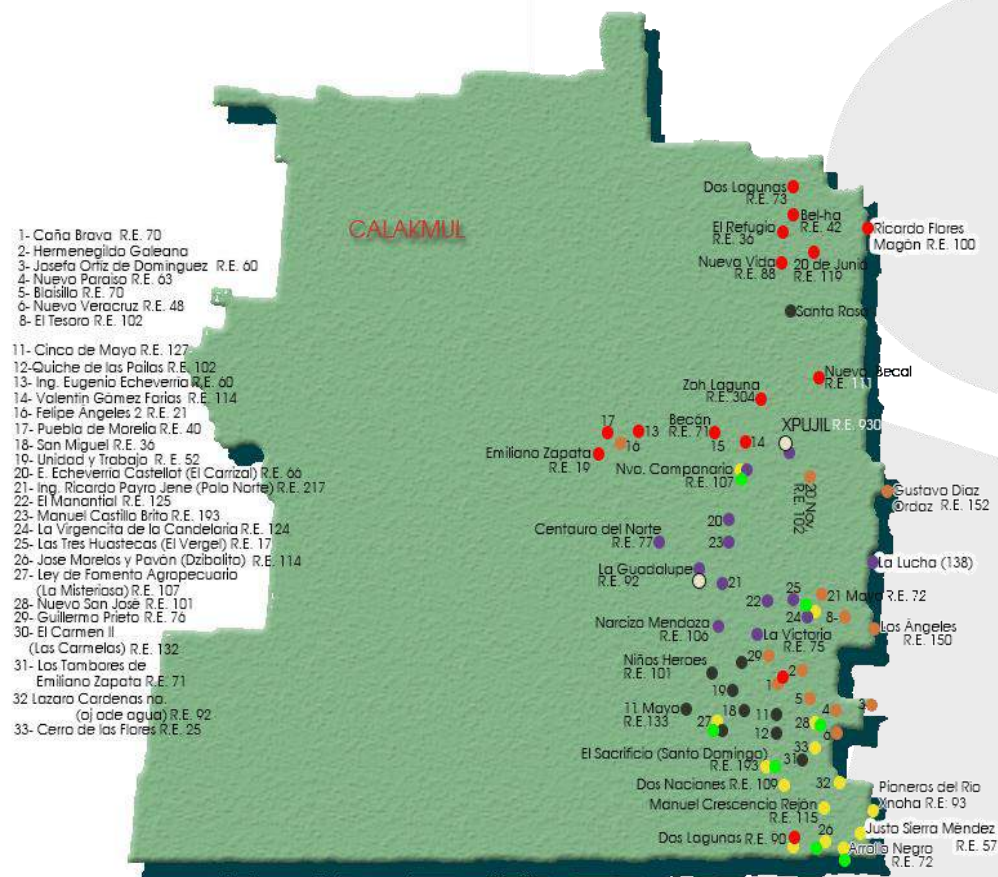 CALAKMUL
1- Caña Brava R.E. 70
2- Hermenegildo Galeana
3- Josefa Ortiz de Dominguez R.E. 60
4- Nuevo Paraiso R.E. 63
5- Blaisillo R.E. 70
6- Nuevo Veracruz R.E. 48
8- El Tesoro R.E. 102
11- Cinco de Mayo R.E. 127
12-Quiche de las Pailas R.E. 102
13- Ing. Eugenio Echeverria R.E. 60
14- Valentin Gómez Farias R.E. 114
16- Felipe Ángeles 2 R.E. 21
17- Puebla de Morelia R.E. 40
18- San Miguel R.E. 36
19- Unidad y Trabajo R.E. 52
20- E. Echeverria Castellot (El Carrizal) R.E. 66
21- Ing. Ricardo Payro Jene (Polo Norte) R.E. 217
22- El Manantial R.E. 125
23- Manuel Castillo Brito R.E. 193
24- La Virgencita de la Candelaria R.E. 124
25- Las Tres Huastecas (El Vergel) R.E. 17
26- Jose Morelos y Pavón (Dzibalito) R.E. 114
27- Ley de Fomento Agropecuario
(La Misteriosa) R.E. 107
28- Nuevo San José R.E. 101
29- Guillermo Prieto R.E. 76
30- El Carmen II
(Las Carmelas) R.E. 132
31- Los Tambores de
Emiliano Zapata R.E. 71
32 Lazaro Cardenas no.
(oj ode agua) R.E. 92
33- Cerro de las Flores R.E. 25
Dos Lagunas
R.E. 73
Bel-ha
R.E. 42
El Refugio
R.E. 36
Ricardo Flores
Magón R.E. 100
Nueva Vida
R.E. 88
20 de Junio
R.E. 119
Santa Rosa
Nuevo Becal
R.E. 111
Zoh Laguna
R.E. 304
Becán
R.E. 71
15
14
XPUJIL R.E. 930
17
16
13
Emiliano Zapata
R.E. 19
Nvo. Campanario
R.E. 107
20 Nov.
R.E. 102
Gustavo Diaz
Ordaz R.E. 152
20
Centauro del Norte
R.E. 77
23
La Guadalupe
R.E. 92
21
La Lucha (138)
25
22
21 Mayo R.E. 72
24
8-
Los Ángeles
R.E. 150
Narcizo Mendoza
R.E. 106
La Victoria
R.E. 75
Niños Heroes
R.E. 101
29
2
1
19
5
3
11 Mayo
R.E.133
18
11
4
27
12
28
6
33
31
El Sacrificio (Santo Domingo)
R.E. 193
Dos Naciones R.E. 109
32
Pioneros del Rio
Xnoha R.E: 93
Manuel Crescencio Rejón
R.E. 115
Dos Lagunas R.E. 90
26
Justo Sierra Méndez
R.E. 57
Arrollo Negro
R.E. 72